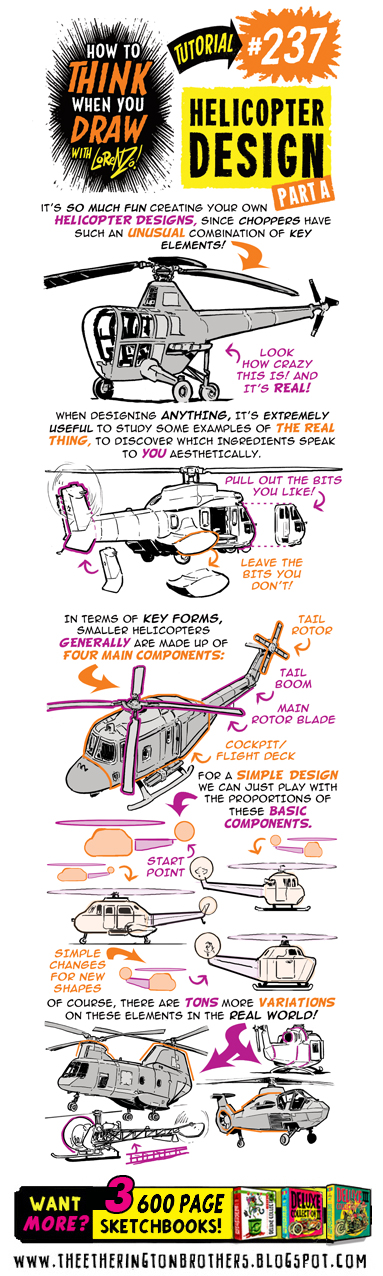 HOW TO
THINK
WHEN YOU
DRAW
WITH LORENZO!
TUTORIAL
#237
HELICOPTER
DESIGN
PART A
IT'S SO MUCH FUN CREATING YOUR OWN
HELICOPTER DESIGNS, SINCE CHOPPERS HAVE
SUCH AN UNUSUAL COMBINATION OF KEY
ELEMENTS!
LOOK
HOW CRAZY
THIS IS! AND
IT'S REAL!
WHEN DESIGNING ANYTHING, IT'S EXTREMELY
USEFUL TO STUDY SOME EXAMPLES OF THE REAL
THING, TO DISCOVER WHICH INGREDIENTS SPEAK
TO YOU AESTHETICALLY.
PULL OUT THE BITS
YOU LIKE!
LEAVE THE
BITS YOU
DON'T!
IN TERMS OF KEY FORMS,
SMALLER HELICOPTERS
GENERALLY ARE MADE UP OF
FOUR MAIN COMPONENTS:
TAIL
ROTOR
TAIL
BOOM
MAIN
ROTOR BLADE
COCKPIT/
FLIGHT DECK
FOR A SIMPLE DESIGN
WE CAN JUST PLAY WITH
THE PROPORTIONS OF
THESE BASIC
COMPONENTS.
START
POINT
SIMPLE
CHANGES
FOR NEW
SHAPES
OF COURSE, THERE ARE TONS MORE VARIATIONS
ON THESE ELEMENTS IN THE REAL WORLD!
WANT
MORE?
3 600 PAGE
SKETCHBOOKS!
DELUXE
WWW.THEETHERINGTONBROTHERS.BLOGSPOT.COM